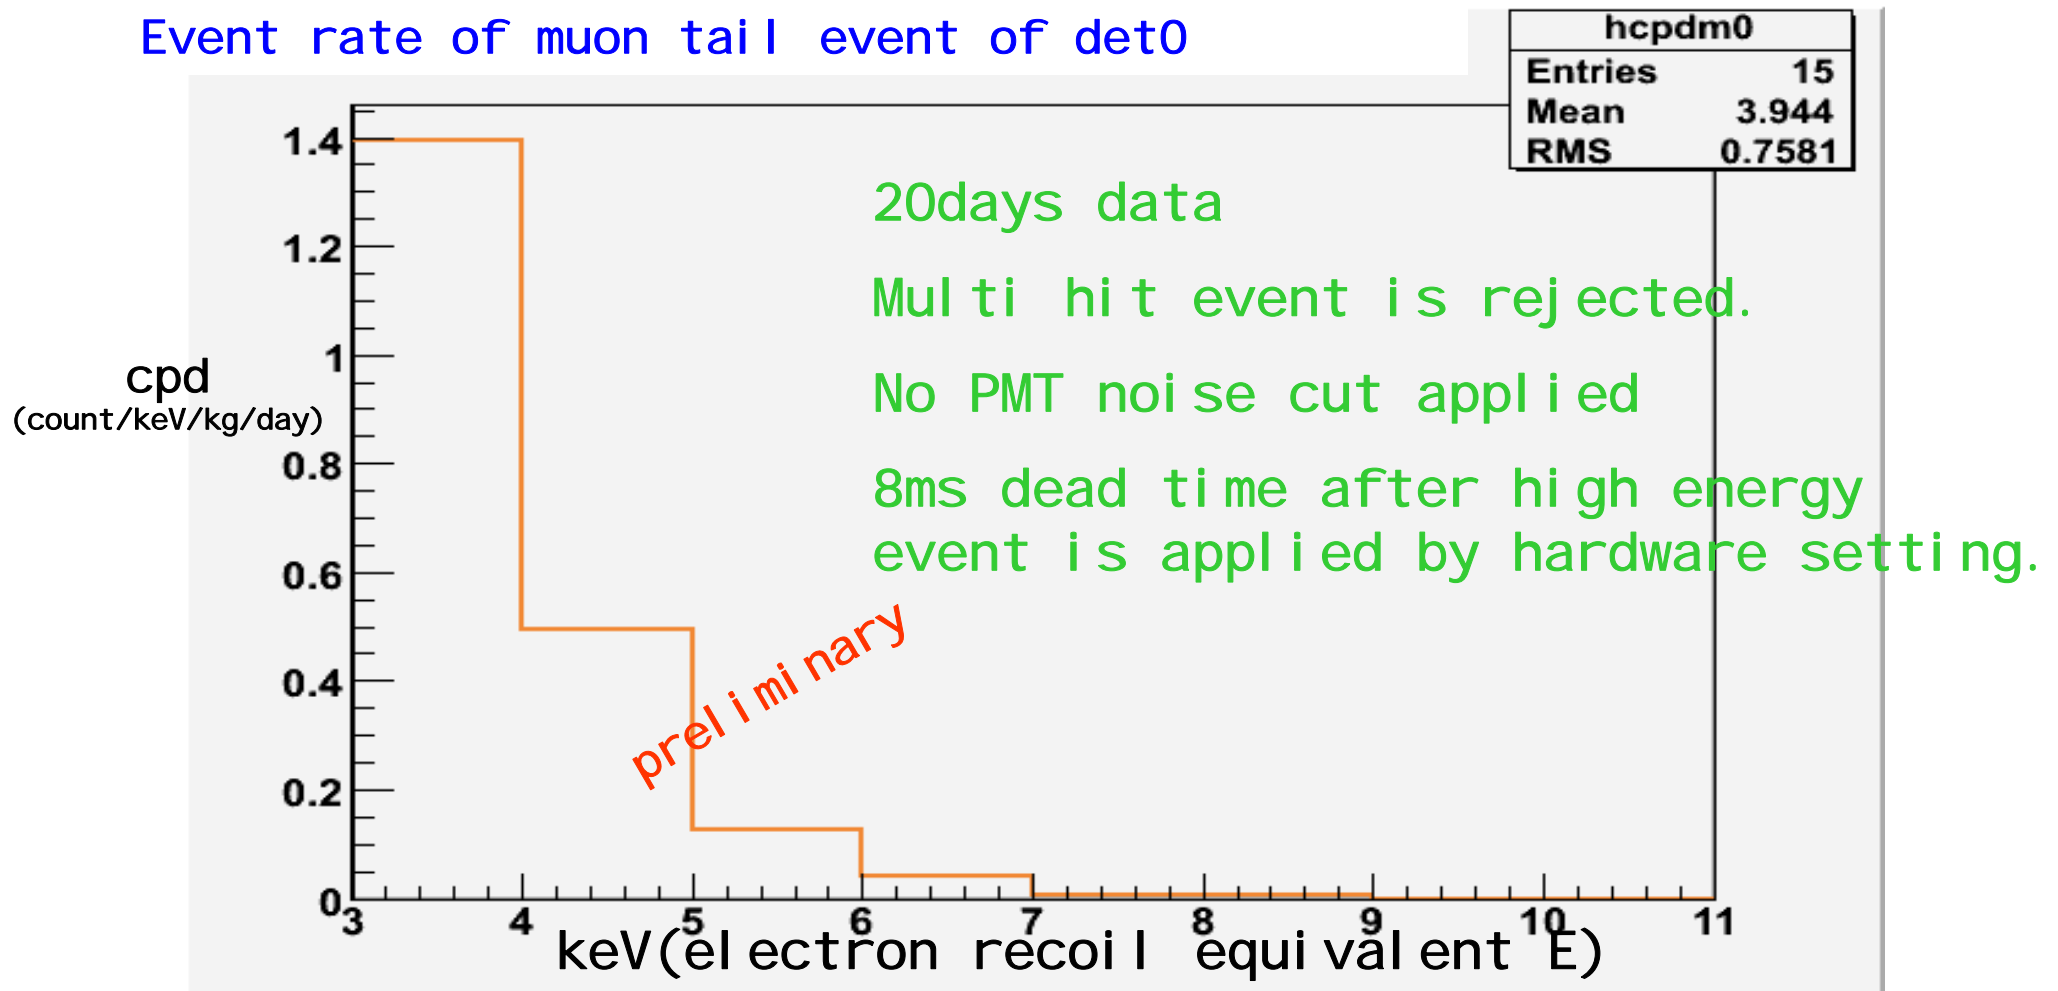 Event rate of muon tail event of det0
hcpdm0
Entries 15
Mean 3.944
RMS 0.7581
1.4
1.2
1
0.8
0.6
0.4
0.2
0
cpd
(count/keV/kg/day)
20days data
Multi hit event is rejected.
No PMT noise cut applied
8ms dead time after high energy
event is applied by hardware setting.
preliminary
3 4 5 6 7 8 9 10 11
keV(electron recoil equivalent E)